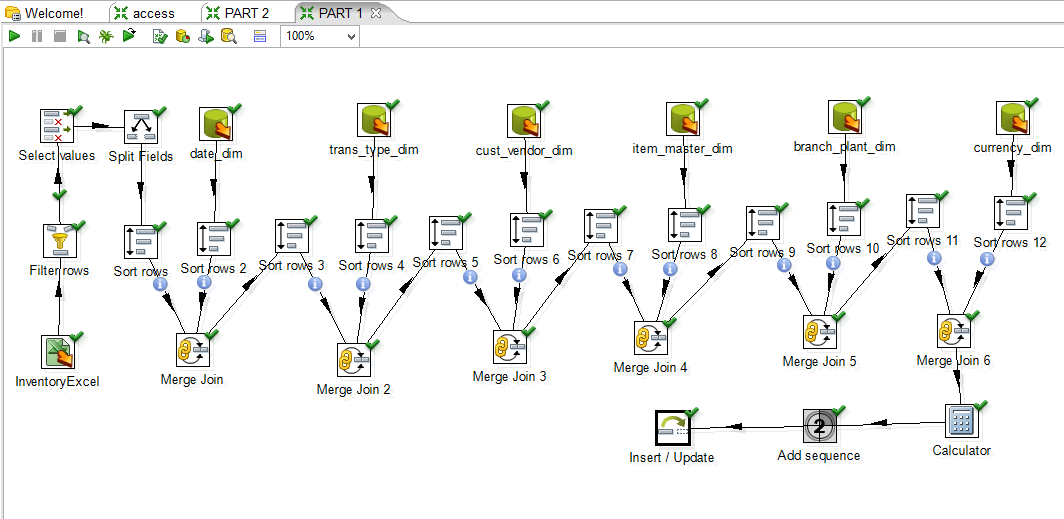 Welcome!
access
PART 2
PART 1
100%
Select values
Split Fields
date_dim
trans_type_dim
cust_vendor_dim
item_master_dim
branch_plant_dim
currency_dim
Filter rows
Sort rows
Sort rows 2
Sort rows 3
Sort rows 4
Sort rows 5
Sort rows 6
Sort rows 7
Sort rows 8
Sort rows 9
Sort rows 10
Sort rows 11
Sort rows 12
InventoryExcel
Merge Join
Merge Join 2
Merge Join 3
Merge Join 4
Merge Join 5
Merge Join 6
2
Insert / Update
Add sequence
Calculator